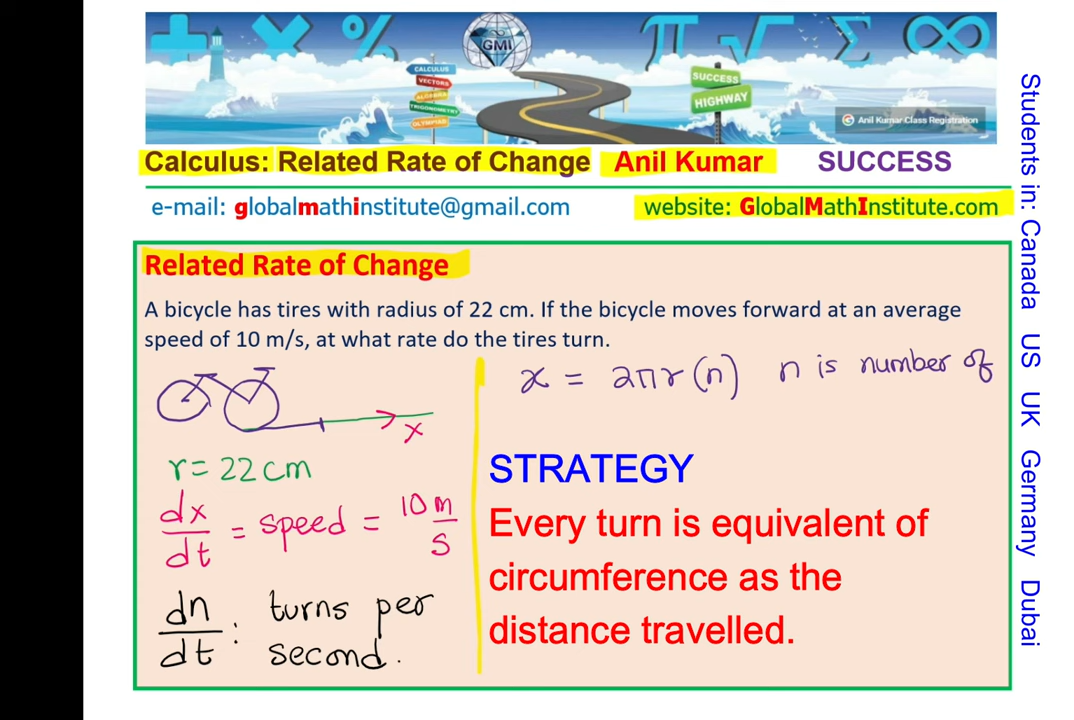 GMI
CALCULUS
VECTORS
ALGEBRA
TRIGONOMETRY
OLYMPIAD
SUCCESS
HIGHWAY
Anil Kumar Class Registration
Calculus: Related Rate of Change Anil Kumar SUCCESS
e-mail: globalmathinstitute@gmail.com website: GlobalMathInstitute.com
Students in: Canada US UK Germany Dubai
Related Rate of Change
A bicycle has tires with radius of 22 cm. If the bicycle moves forward at an average
speed of 10 m/s, at what rate do the tires turn.
x
r = 22 cm
dx/dt = speed = 10 m/s
dn/dt : turns per
second.
x = 2πr (n) n is number of
STRATEGY
Every turn is equivalent of
circumference as the
distance travelled.